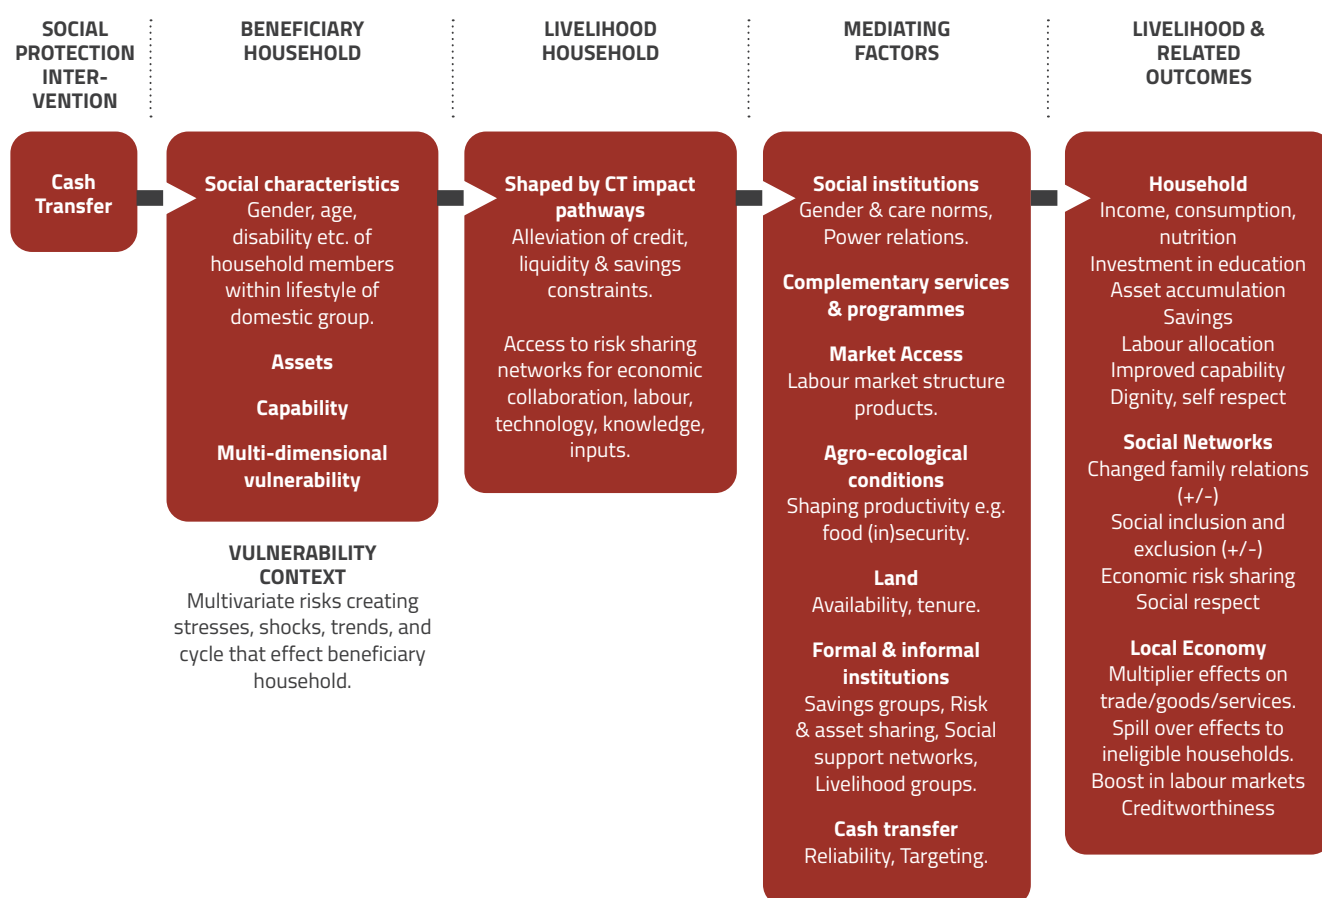 SOCIAL
PROTECTION
INTER-
VENTION
BENEFICIARY
HOUSEHOLD
LIVELIHOOD
HOUSEHOLD
MEDIATING
FACTORS
LIVELIHOOD &
RELATED
OUTCOMES
Cash
Transfer
Social characteristics
Gender, age,
disability etc. of
household members
within lifestyle of
domestic group.
Assets
Capability
Multi-dimensional
vulnerability
VULNERABILITY
CONTEXT
Multivariate risks creating
stresses, shocks, trends, and
cycle that effect beneficiary
household.
Shaped by CT impact
pathways
Alleviation of credit,
liquidity & savings
constraints.
Access to risk sharing
networks for economic
collaboration, labour,
technology, knowledge,
inputs.
Social institutions
Gender & care norms,
Power relations.
Complementary services
& programmes
Market Access
Labour market structure
products.
Agro-ecological
conditions
Shaping productivity e.g.
food (in)security.
Land
Availability, tenure.
Formal & informal
institutions
Savings groups, Risk
& asset sharing, Social
support networks,
Livelihood groups.
Cash transfer
Reliability, Targeting.
Household
Income, consumption,
nutrition
Investment in education
Asset accumulation
Savings
Labour allocation
Improved capability
Dignity, self respect
Social Networks
Changed family relations
(+/-)
Social inclusion and
exclusion (+/-)
Economic risk sharing
Social respect
Local Economy
Multiplier effects on
trade/goods/services.
Spill over effects to
ineligible households.
Boost in labour markets
Creditworthiness